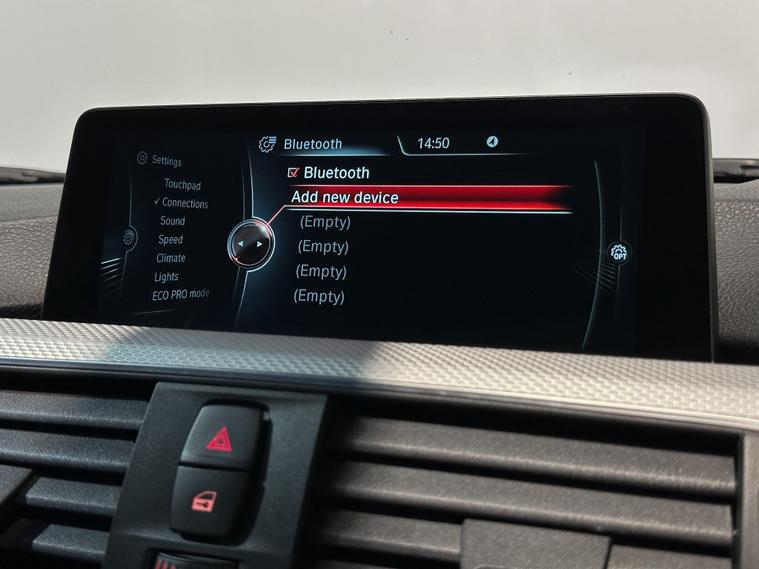 Settings
Touchpad
✓ Connections
Sound
Speed
Climate
Lights
ECO PRO mode
Bluetooth
14:50
Bluetooth
Add new device
(Empty)
(Empty)
(Empty)
(Empty)
OPT